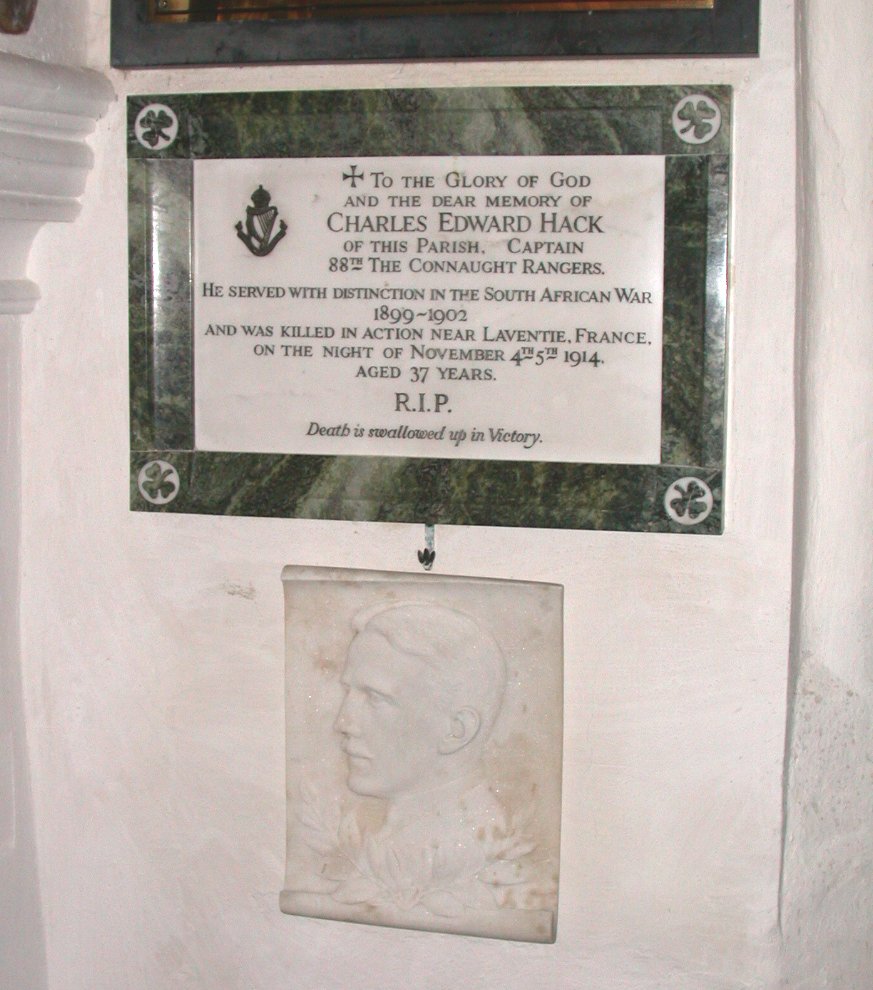 ✠ TO THE GLORY OF GOD
AND THE DEAR MEMORY OF
CHARLES EDWARD HACK
OF THIS PARISH, CAPTAIN
88TH THE CONNAUGHT RANGERS.
HE SERVED WITH DISTINCTION IN THE SOUTH AFRICAN WAR
1899~1902
AND WAS KILLED IN ACTION NEAR LAVENTIE, FRANCE,
ON THE NIGHT OF NOVEMBER 4TH 5TH 1914.
AGED 37 YEARS.
R.I.P.
Death is swallowed up in Victory.